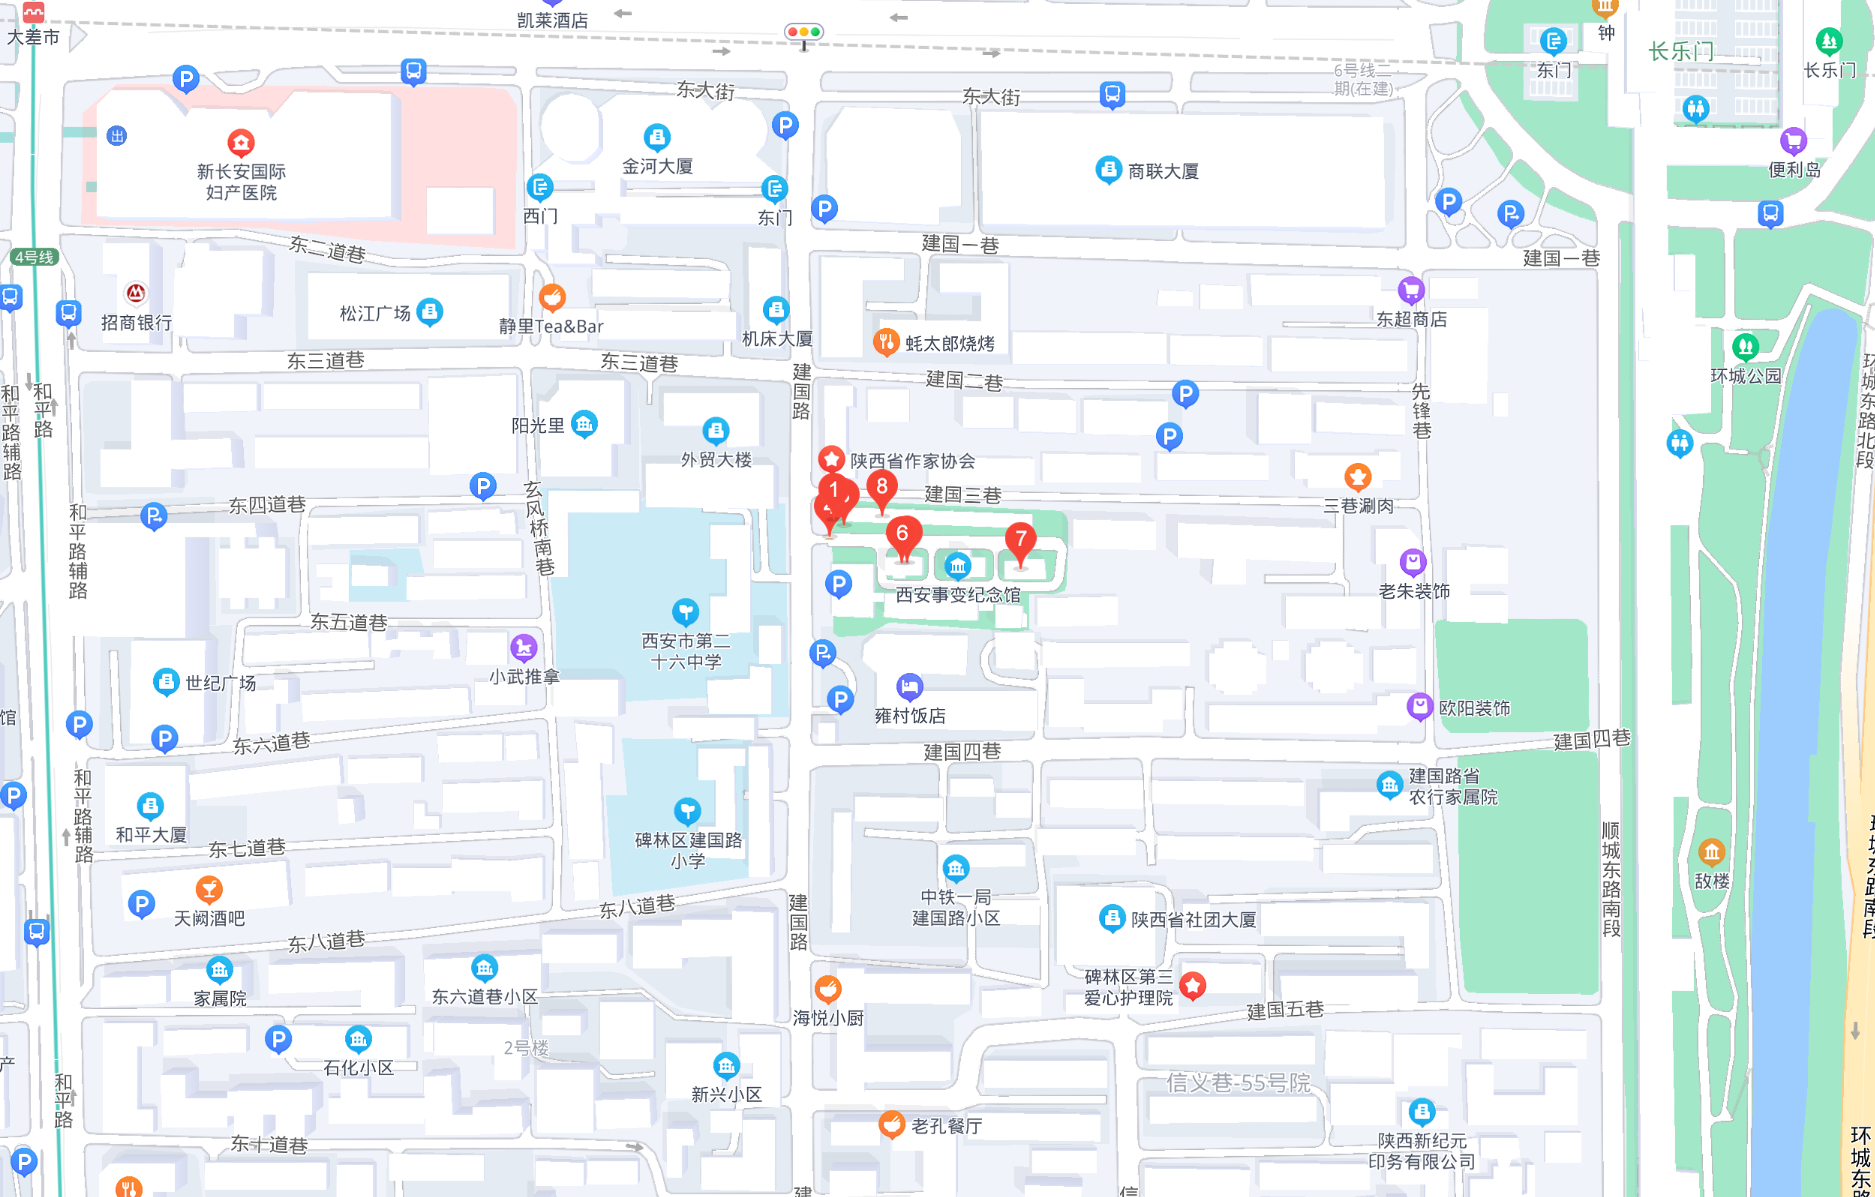 大差市
凯莱酒店
钟
长乐门
东门
长乐门
6号线二
期(在建)
东大街
东大街
P
P
出
新长安国际
妇产医院
金河大厦
商联大厦
便利岛
西门
东门
P
P
P
东二道巷
建国一巷
建国一巷
4号线
招商银行
松江广场
静里Tea&Bar
机床大厦
蚝太郎烧烤
东超商店
东三道巷
东三道巷
建国二巷
建国路
和平路辅路
和平路
阳光里
外贸大楼
P
P
先锋巷
环城公园
环城东路北段
陕西省作家协会
东四道巷
P
P
玄风桥南巷
和平路辅路
1
8
建国三巷
三巷涮肉
6
7
西安事变纪念馆
P
老朱装饰
东五道巷
西安市第二
十六中学
小武推拿
世纪广场
P
P
雍村饭店
欧阳装饰
馆
P
P
东六道巷
建国四巷
建国四巷
和平路辅路
P
和平大厦
碑林区建国路
小学
建国路省
农行家属院
东七道巷
顺城东路南段
环城东路南段
敌楼
中铁一局
建国路小区
陕西省社团大厦
P
天阙酒吧
东八道巷
东八道巷
建国路
家属院
东六道巷小区
碑林区第三
爱心护理院
海悦小厨
建国五巷
P
石化小区
2号楼
新兴小区
产
和平路
信义巷-55号院
老孔餐厅
陕西新纪元
印务有限公司
东十道巷
P
建
信
环城东路